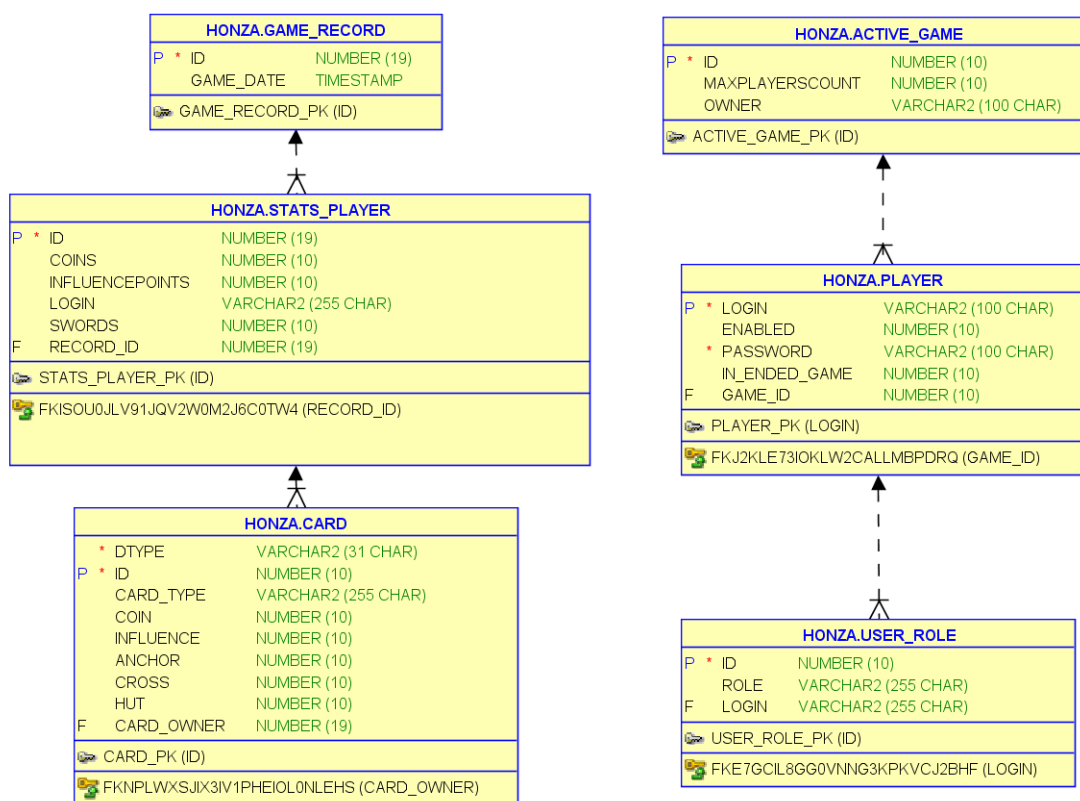 HONZA.GAME_RECORD
P * ID NUMBER (19)
GAME_DATE TIMESTAMP
GAME_RECORD_PK (ID)
HONZA.STATS_PLAYER
P * ID NUMBER (19)
COINS NUMBER (10)
INFLUENCEPOINTS NUMBER (10)
LOGIN VARCHAR2 (255 CHAR)
SWORDS NUMBER (10)
F RECORD_ID NUMBER (19)
STATS_PLAYER_PK (ID)
FKISOU0JLV91JQV2W0M2J6C0TW4 (RECORD_ID)
HONZA.CARD
* DTYPE VARCHAR2 (31 CHAR)
P * ID NUMBER (10)
CARD_TYPE VARCHAR2 (255 CHAR)
COIN NUMBER (10)
INFLUENCE NUMBER (10)
ANCHOR NUMBER (10)
CROSS NUMBER (10)
HUT NUMBER (10)
F CARD_OWNER NUMBER (19)
CARD_PK (ID)
FKNPLWXSJIX3IV1PHEIOL0NLEHS (CARD_OWNER)
HONZA.ACTIVE_GAME
P * ID NUMBER (10)
MAXPLAYERSCOUNT NUMBER (10)
OWNER VARCHAR2 (100 CHAR)
ACTIVE_GAME_PK (ID)
HONZA.PLAYER
P * LOGIN VARCHAR2 (100 CHAR)
ENABLED NUMBER (10)
* PASSWORD VARCHAR2 (100 CHAR)
IN_ENDED_GAME NUMBER (10)
F GAME_ID NUMBER (10)
PLAYER_PK (LOGIN)
FKJ2KLE73IOKLW2CALLMBPDRQ (GAME_ID)
HONZA.USER_ROLE
P * ID NUMBER (10)
ROLE VARCHAR2 (255 CHAR)
F LOGIN VARCHAR2 (255 CHAR)
USER_ROLE_PK (ID)
FKE7GCIL8GG0VNNG3KPKVCJ2BHF (LOGIN)